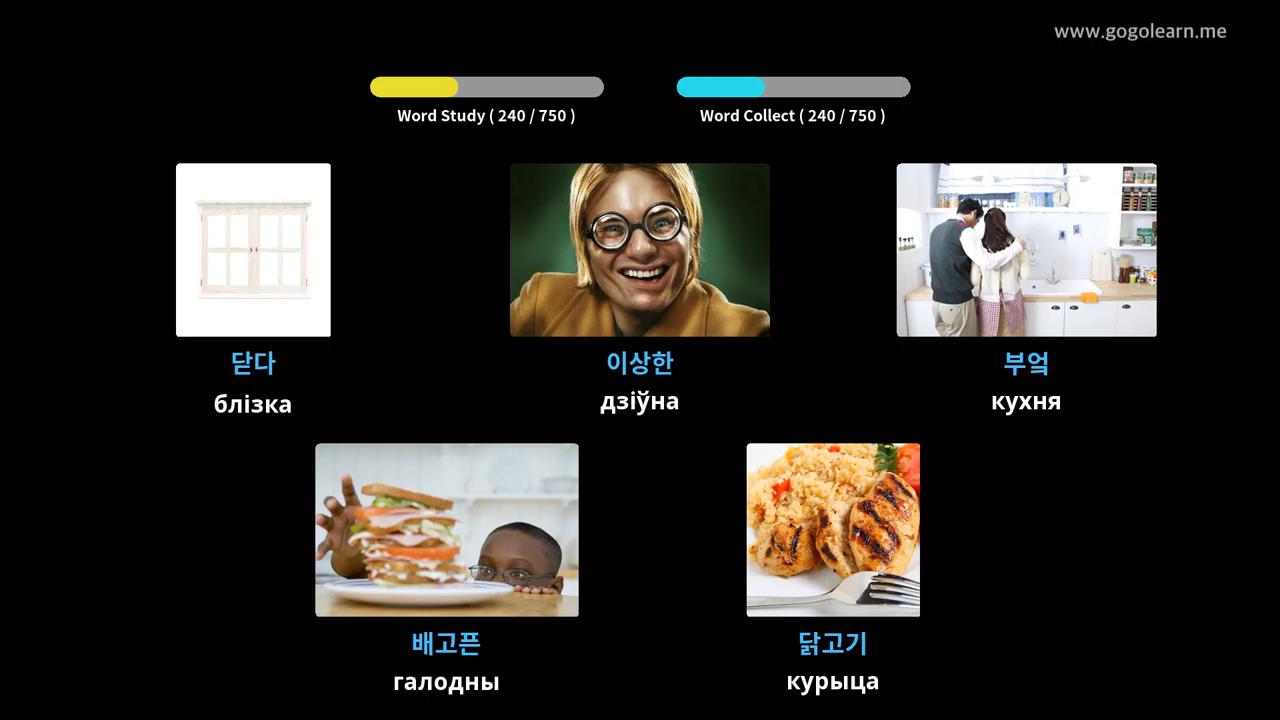 www.gogolearn.me
Word Study ( 240 / 750 )
Word Collect ( 240 / 750 )
닫다
блізка
이상한
дзіўна
부엌
кухня
배고픈
галодны
닭고기
курыца